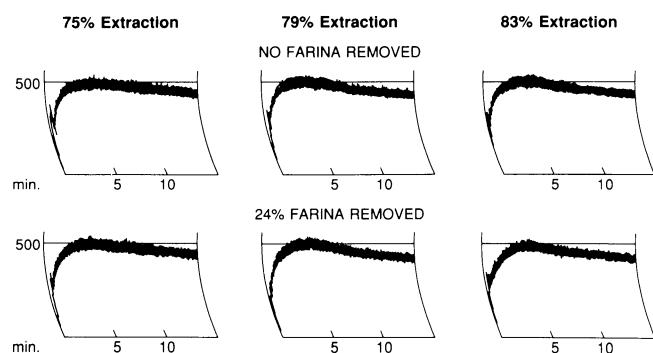 75% Extraction 79% Extraction 83% Extraction
NO FARINA REMOVED
500
min. 5 10 5 10 5 10
24% FARINA REMOVED
500
min. 5 10 5 10 5 10